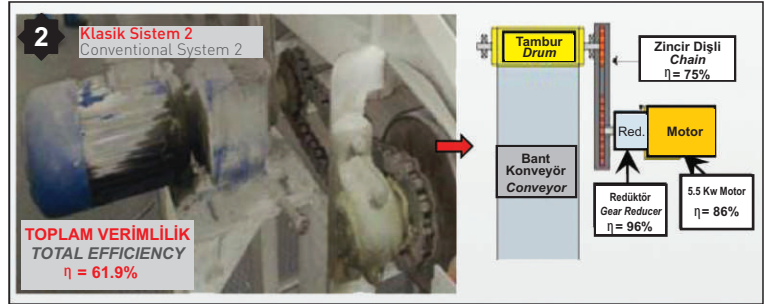 2
Klasik Sistem 2
Conventional System 2
TOPLAM VERİMLİLİK
TOTAL EFFICIENCY
η = 61.9%
Tambur
Drum
Zincir Dişli
Chain
η = 75%
Red.
Motor
Bant
Konveyör
Conveyor
Redüktör
Gear Reducer
η = 96%
5.5 Kw Motor
η = 86%